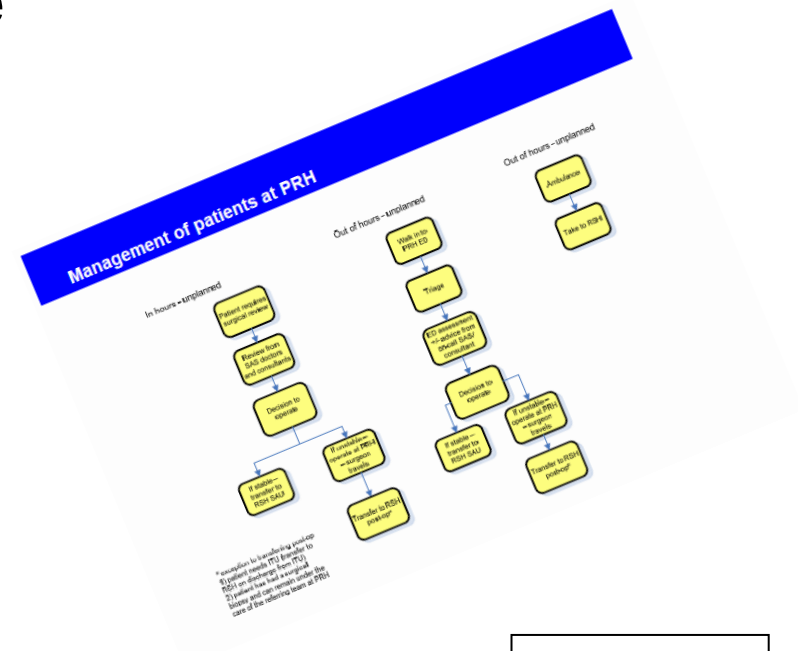 e
Management of patients at PRH
In hours – unplanned
Patient requires
surgical review
Review from
SAS doctors
and consultants
Decision to
operate
If stable –
transfer to
RSH SAU
If unstable –
operate at PRH
– surgeon
travels
Transfer to RSH
post-op*
* exception to transferring post-op
1) patient needs ITU (transfer to
RSH on discharge from ITU)
2) patient has had a surgical
biopsy and can remain under the
care of the referring team at PRH
Out of hours – unplanned
Walk in to
PRH ED
Triage
ED assessment
+/- advice from
on-call SAS/
consultant
Decision to
operate
If stable –
transfer to
RSH SAU
If unstable –
operate at PRH
– surgeon
travels
Transfer to RSH
post-op*
Out of hours – unplanned
Ambulance
Take to RSH